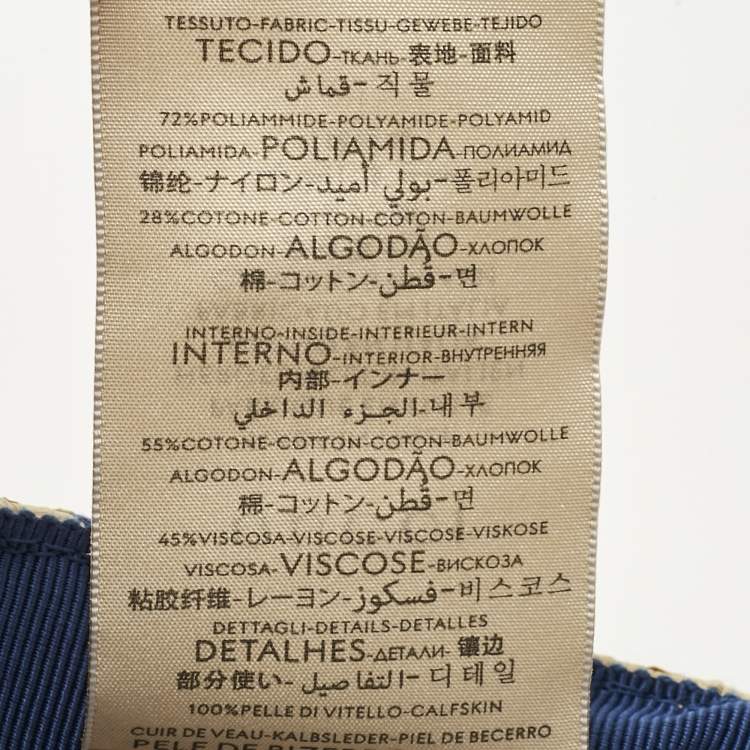 TESSUTO-FABRIC-TISSU-GEWEBE-TEJIDO
TECIDO-ТКАНЬ-表地-面料
قماش-직물
72%POLIAMMIDE-POLYAMIDE-POLYAMID
POLIAMIDA-POLIAMIDA-ПОЛИАМИД
锦纶-ナイロン-بولي أميد-폴리아미드
28%COTONE-COTTON-COTON-BAUMWOLLE
ALGODON-ALGODÃO-ХЛОПОК
棉-コットン-قطن-면
INTERNO-INSIDE-INTERIEUR-INTERN
INTERNO-INTERIOR-ВНУТРЕННЯЯ
内部-インナー
الجزء الداخلي-내부
55%COTONE-COTTON-COTON-BAUMWOLLE
ALGODON-ALGODÃO-ХЛОПОК
棉-コットン-قطن-면
45%VISCOSA-VISCOSE-VISCOSE-VISKOSE
VISCOSA-VISCOSE-ВИСКОЗА
粘胶纤维-レーヨン-فسكوز-비스코스
DETTAGLI-DETAILS-DETALLES
DETALHES-ДЕТАЛИ-镶边
部分使い-التفاصيل-디테일
100%PELLE DI VITELLO-CALFSKIN
CUIR DE VEAU-KALBSLEDER-PIEL DE BECERRO
PELE DE